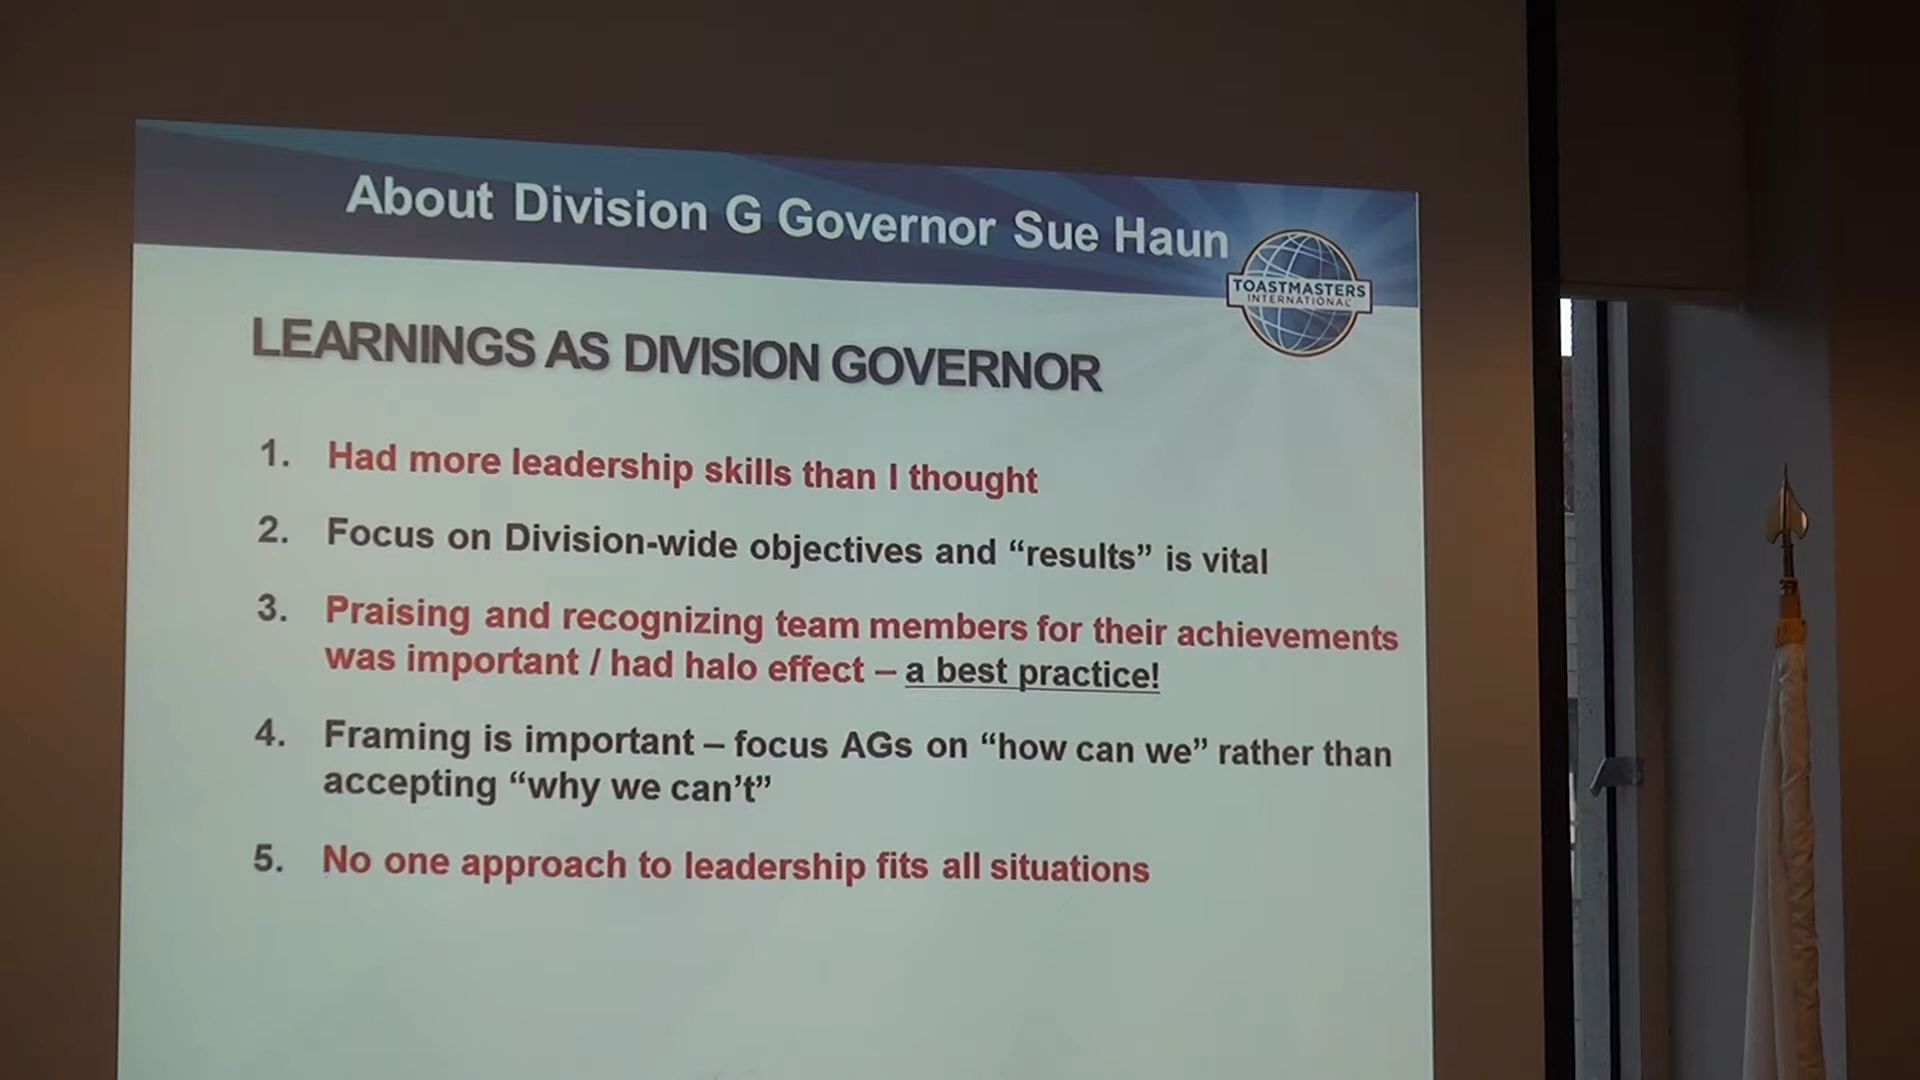 About Division G Governor Sue Haun
TOASTMASTERS
INTERNATIONAL
LEARNINGS AS DIVISION GOVERNOR
1. Had more leadership skills than I thought
2. Focus on Division-wide objectives and “results” is vital
3. Praising and recognizing team members for their achievements
was important / had halo effect – a best practice!
4. Framing is important – focus AGs on “how can we” rather than
accepting “why we can’t”
5. No one approach to leadership fits all situations